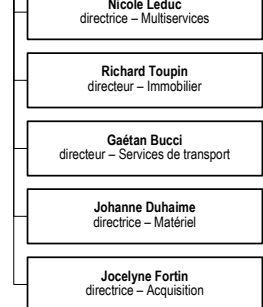 Nicole Leduc
directrice – Multiservices
Richard Toupin
directeur – Immobilier
Gaétan Bucci
directeur – Services de transport
Johanne Duhaime
directrice – Matériel
Jocelyne Fortin
directrice – Acquisition